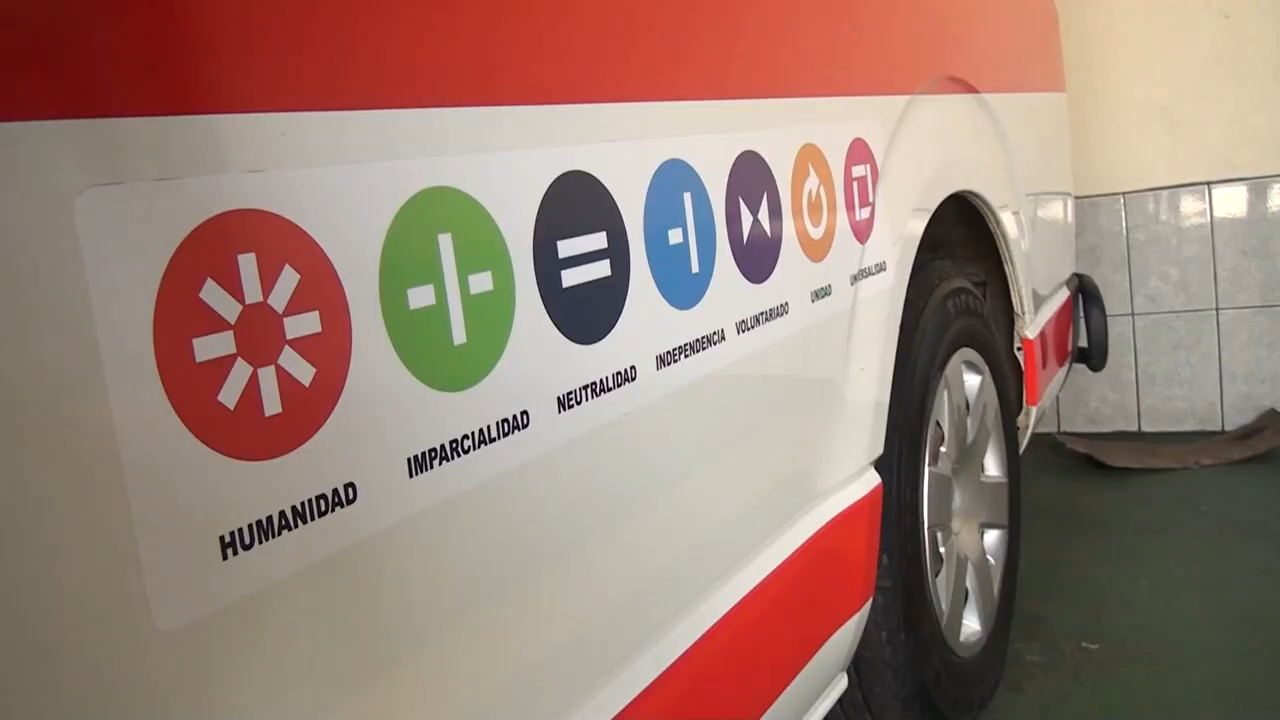 HUMANIDAD
IMPARCIALIDAD
NEUTRALIDAD
INDEPENDENCIA
VOLUNTARIADO
UNIDAD
UNIVERSALIDAD